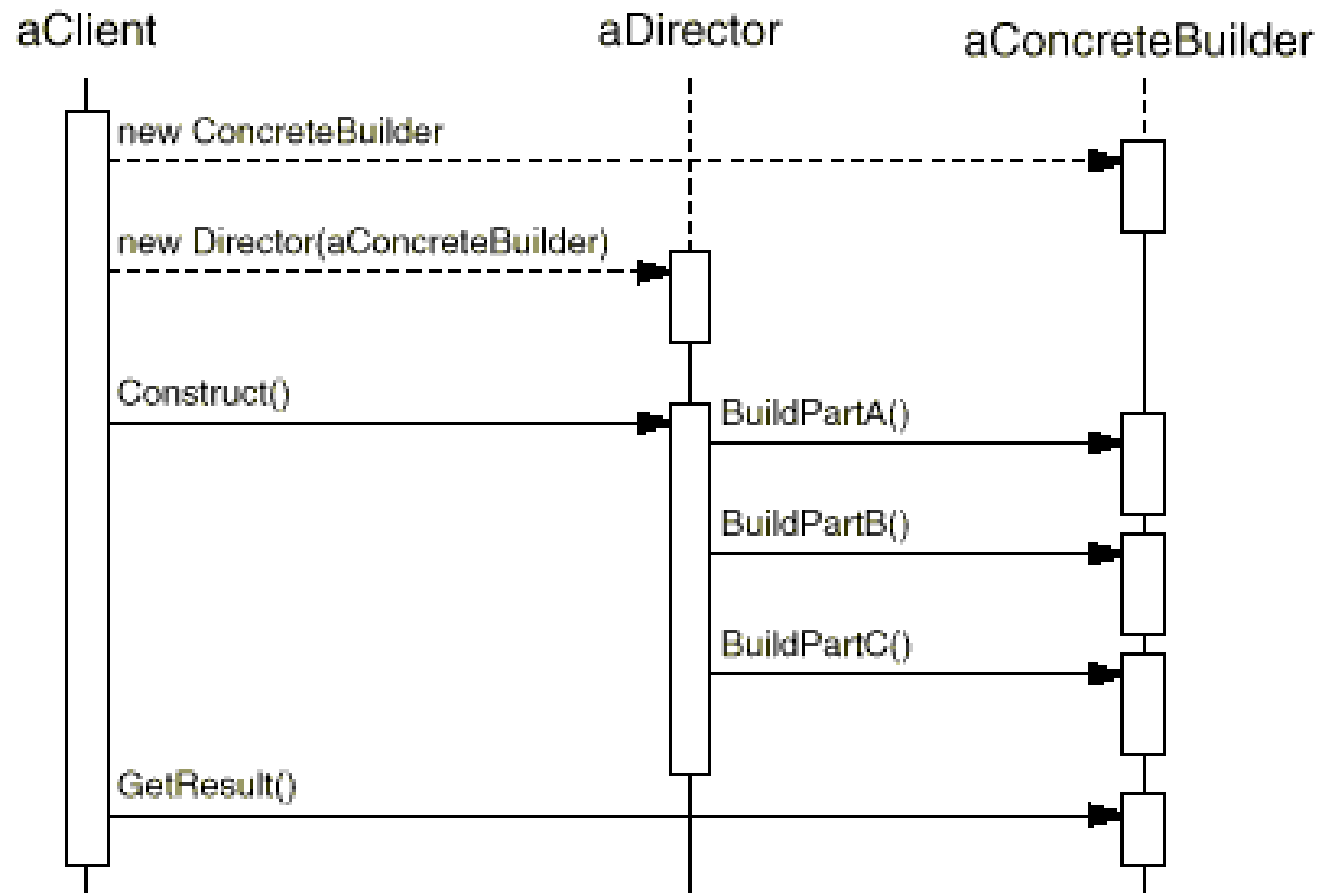 aClient
aDirector
aConcreteBuilder
new ConcreteBuilder
new Director(aConcreteBuilder)
Construct()
BuildPartA()
BuildPartB()
BuildPartC()
GetResult()